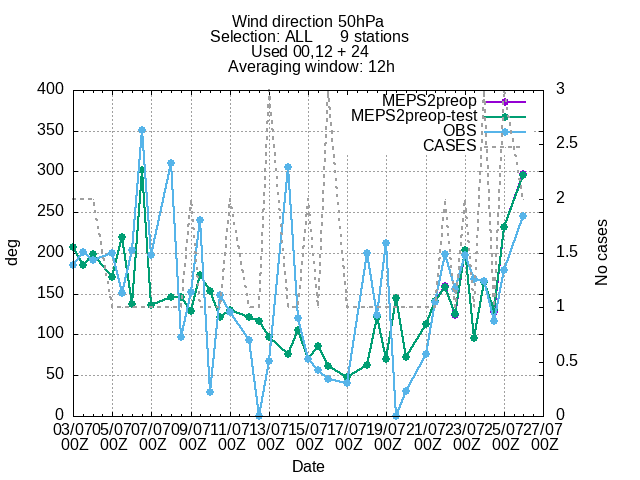 Wind direction 50hPa
Selection: ALL 9 stations
Used 00,12 + 24
Averaging window: 12h
MEPS2preop
MEPS2preop-test
OBS
CASES
400
350
300
250
200
150
100
50
0
deg
3
2.5
2
1.5
1
0.5
0
No cases
03/07 05/07 07/07 09/07 11/07 13/07 15/07 17/07 19/07 21/07 23/07 25/07 27/07
00Z 00Z 00Z 00Z 00Z 00Z 00Z 00Z 00Z 00Z 00Z 00Z 00Z
Date